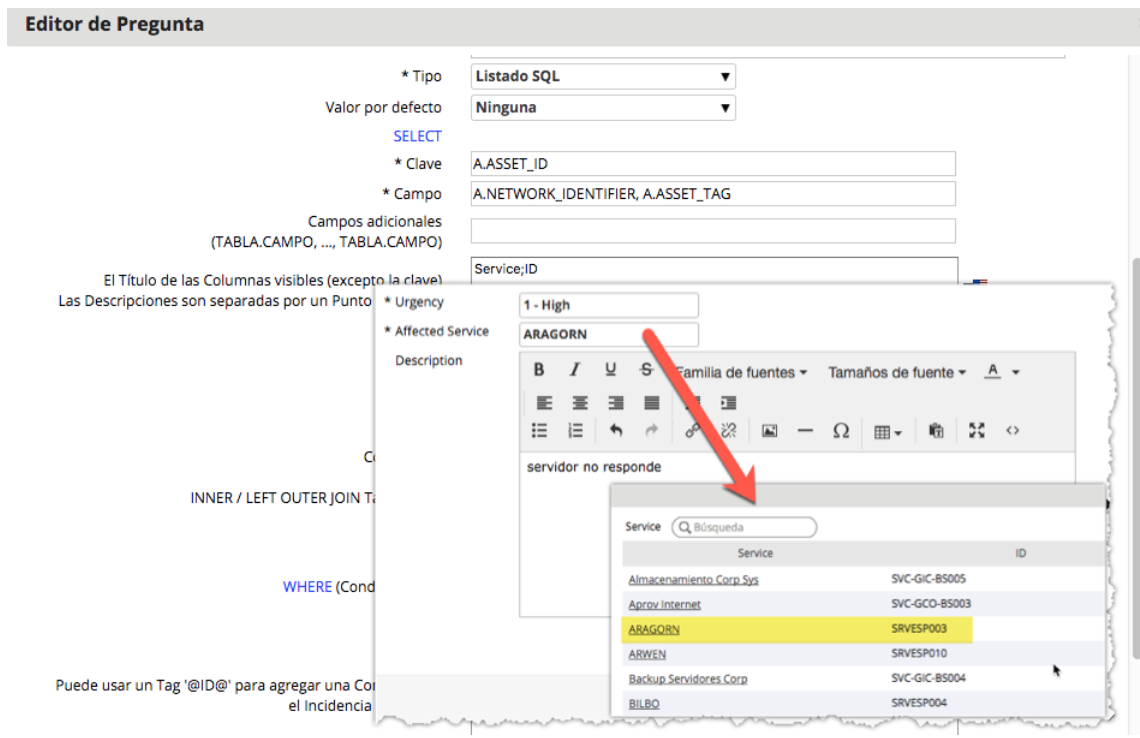 Editor de Pregunta
* Tipo Listado SQL
Valor por defecto Ninguna
SELECT
* Clave A.ASSET_ID
* Campo A.NETWORK_IDENTIFIER, A.ASSET_TAG
Campos adicionales
(TABLA.CAMPO, ..., TABLA.CAMPO)
El Título de las Columnas visibles (excepto la clave) Service;ID
Las Descripciones son separadas por un Punto
INNER / LEFT OUTER JOIN
WHERE (Cond
Puede usar un Tag '@ID@' para agregar una
el Incidencia
* Urgency 1 - High
* Affected Service ARAGORN
Description
B I U S Familia de fuentes Tamaños de fuente A
servidor no responde
Service Búsqueda
Service ID
Almacenamiento Corp Sys SVC-GIC-BS005
Aprov Internet SVC-GCO-BS003
ARAGORN SRVESP003
ARWEN SRVESP010
Backup Servidores Corp SVC-GIC-BS004
BILBO SRVESP004